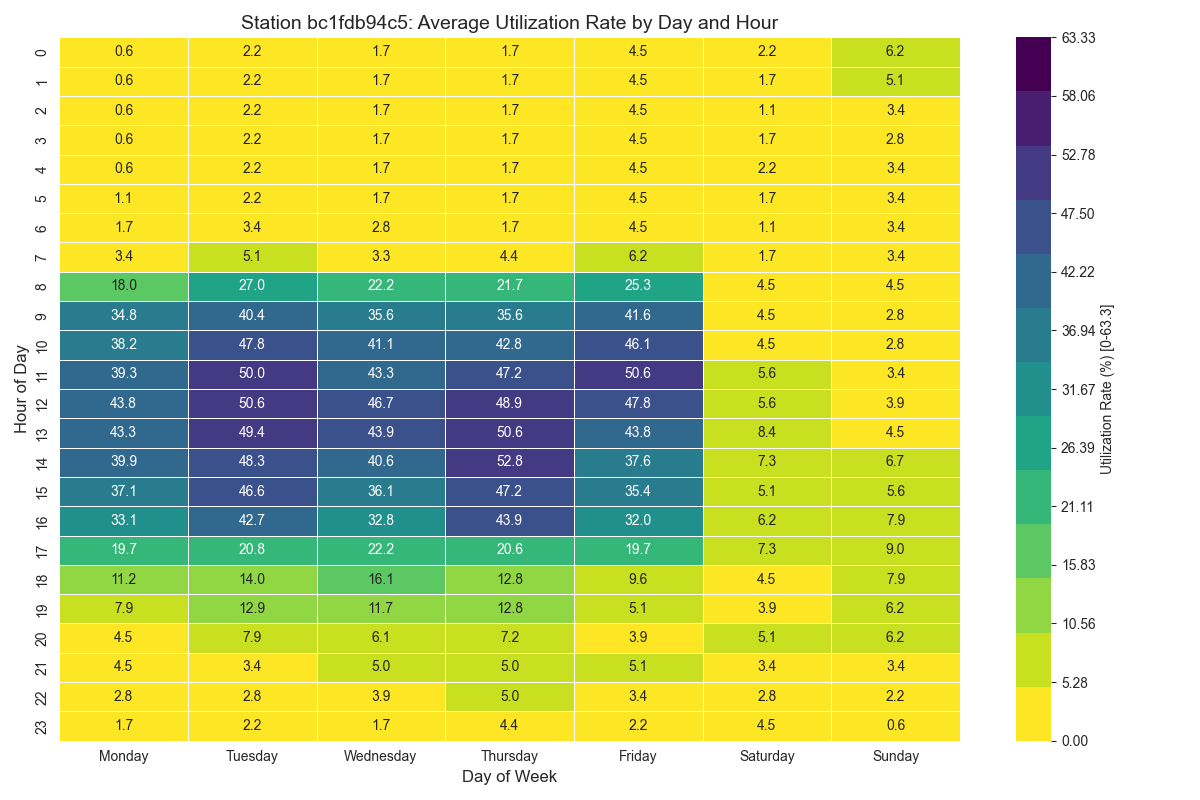 Station bc1fdb94c5: Average Utilization Rate by Day and Hour
0 0.6 2.2 1.7 1.7 4.5 2.2 6.2
1 0.6 2.2 1.7 1.7 4.5 1.7 5.1
2 0.6 2.2 1.7 1.7 4.5 1.1 3.4
3 0.6 2.2 1.7 1.7 4.5 1.7 2.8
4 0.6 2.2 1.7 1.7 4.5 2.2 3.4
5 1.1 2.2 1.7 1.7 4.5 1.7 3.4
6 1.7 3.4 2.8 1.7 4.5 1.1 3.4
7 3.4 5.1 3.3 4.4 6.2 1.7 3.4
8 18.0 27.0 22.2 21.7 25.3 4.5 4.5
9 34.8 40.4 35.6 35.6 41.6 4.5 2.8
10 38.2 47.8 41.1 42.8 46.1 4.5 2.8
11 39.3 50.0 43.3 47.2 50.6 5.6 3.4
12 43.8 50.6 46.7 48.9 47.8 5.6 3.9
13 43.3 49.4 43.9 50.6 43.8 8.4 4.5
14 39.9 48.3 40.6 52.8 37.6 7.3 6.7
15 37.1 46.6 36.1 47.2 35.4 5.1 5.6
16 33.1 42.7 32.8 43.9 32.0 6.2 7.9
17 19.7 20.8 22.2 20.6 19.7 7.3 9.0
18 11.2 14.0 16.1 12.8 9.6 4.5 7.9
19 7.9 12.9 11.7 12.8 5.1 3.9 6.2
20 4.5 7.9 6.1 7.2 3.9 5.1 6.2
21 4.5 3.4 5.0 5.0 5.1 3.4 3.4
22 2.8 2.8 3.9 5.0 3.4 2.8 2.2
23 1.7 2.2 1.7 4.4 2.2 4.5 0.6
Monday Tuesday Wednesday Thursday Friday Saturday Sunday
Day of Week
Hour of Day
63.33
58.06
52.78
47.50
42.22
36.94
31.67
26.39
21.11
15.83
10.56
5.28
0.00
Utilization Rate (%) [0-63.3]